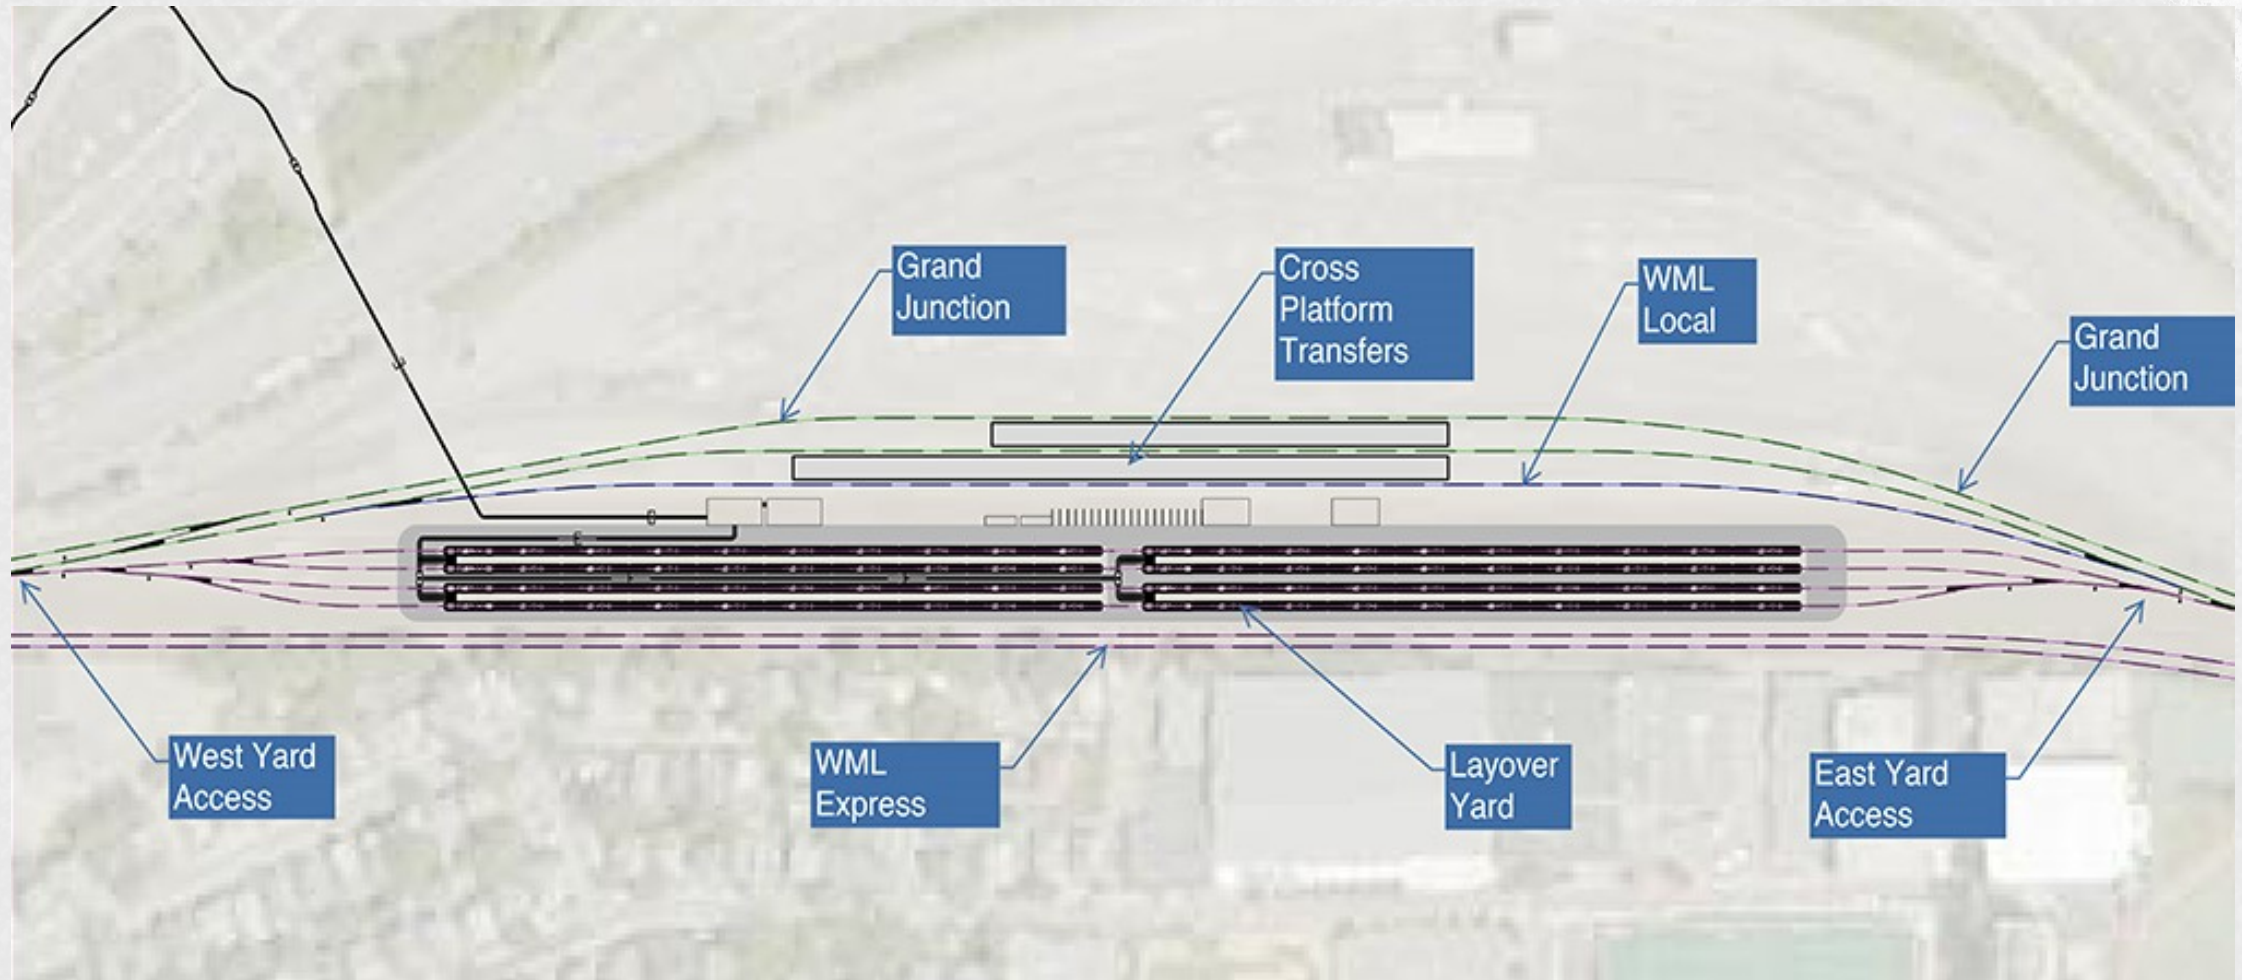 Grand
Junction
Cross
Platform
Transfers
WML
Local
Grand
Junction
West Yard
Access
WML
Express
Layover
Yard
East Yard
Access